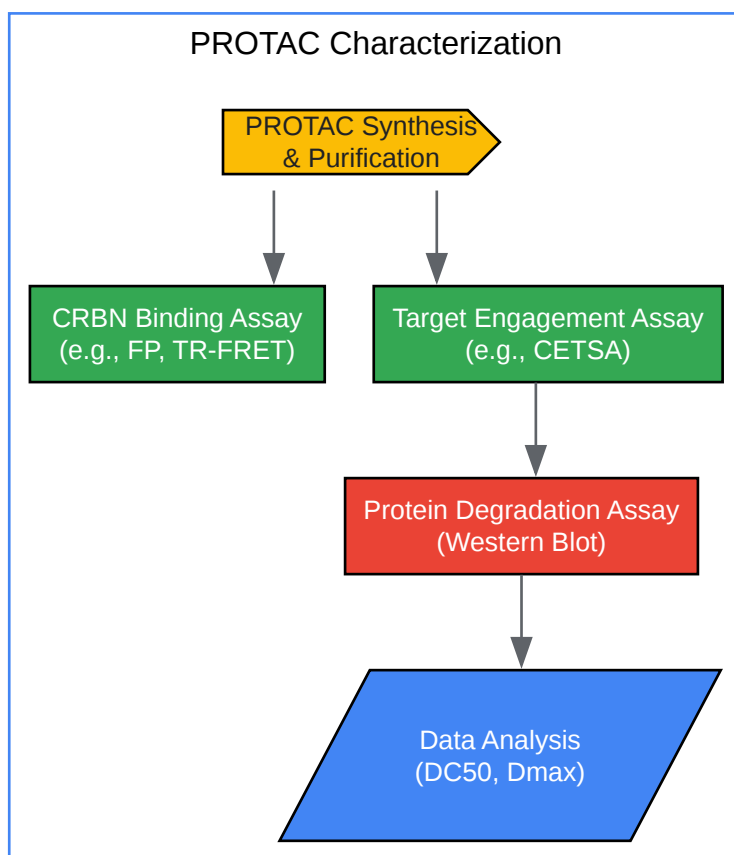 PROTAC Characterization
PROTAC Synthesis
& Purification
CRBN Binding Assay
(e.g., FP, TR-FRET)
Target Engagement Assay
(e.g., CETSA)
Protein Degradation Assay
(Western Blot)
Data Analysis
(DC50, Dmax)